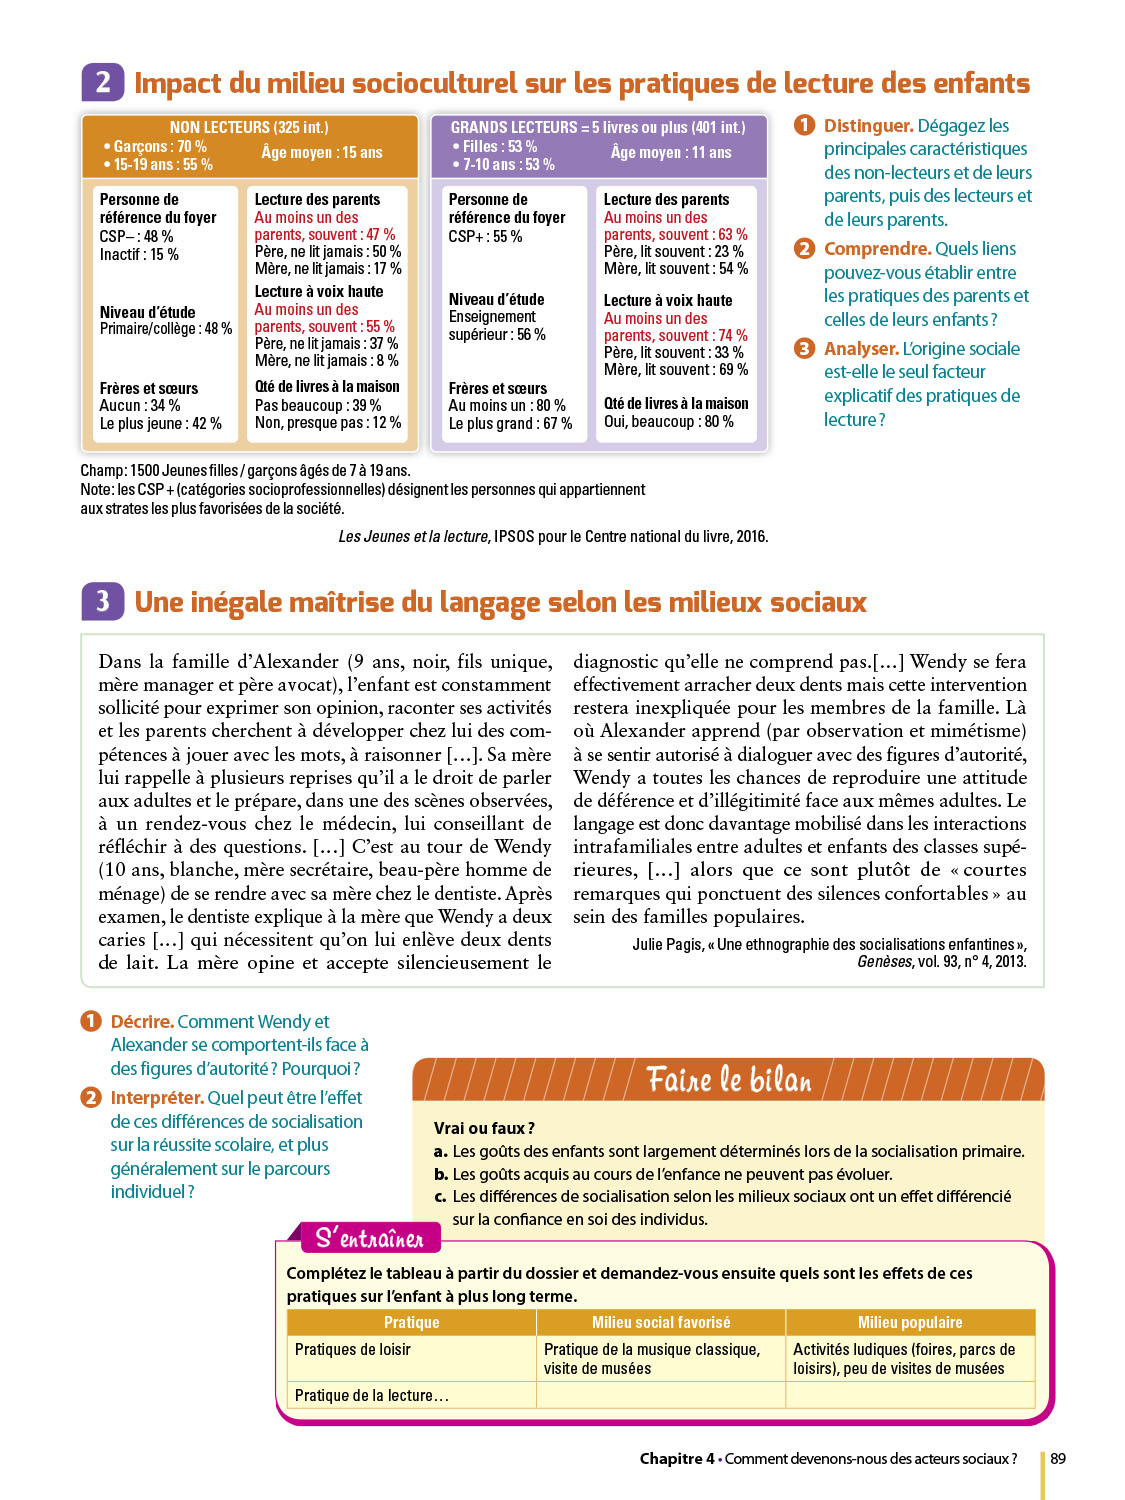 2 Impact du milieu socioculturel sur les pratiques de lecture des enfants
NON LECTEURS (325 int.)
• Garçons : 70 %
• 15-19 ans : 55 %
Âge moyen : 15 ans
Personne de
référence du foyer
CSP– : 48 %
Inactif : 15 %
Niveau d'étude
Primaire/collège : 48 %
Frères et sœurs
Aucun : 34 %
Le plus jeune : 42 %
Lecture des parents
Au moins un des
parents, souvent : 47 %
Père, ne lit jamais : 50 %
Mère, ne lit jamais : 17 %
Lecture à voix haute
Au moins un des
parents, souvent : 55 %
Père, ne lit jamais : 37 %
Mère, ne lit jamais : 8 %
Qté de livres à la maison
Pas beaucoup : 39 %
Non, presque pas : 12 %
GRANDS LECTEURS = 5 livres ou plus (401 int.)
• Filles : 53 %
• 7-10 ans : 53 %
Âge moyen : 11 ans
Personne de
référence du foyer
CSP+ : 55 %
Niveau d'étude
Enseignement
supérieur : 56 %
Frères et sœurs
Au moins un : 80 %
Le plus grand : 67 %
Lecture des parents
Au moins un des
parents, souvent : 63 %
Père, lit souvent : 23 %
Mère, lit souvent : 54 %
Lecture à voix haute
Au moins un des
parents, souvent : 74 %
Père, lit souvent : 33 %
Mère, lit souvent : 69 %
Qté de livres à la maison
Oui, beaucoup : 80 %
Champ : 1500 Jeunes filles / garçons âgés de 7 à 19 ans.
Note : les CSP + (catégories socioprofessionnelles) désignent les personnes qui appartiennent
aux strates les plus favorisées de la société.
Les Jeunes et la lecture, IPSOS pour le Centre national du livre, 2016.
1 Distinguer. Dégagez les
principales caractéristiques
des non-lecteurs et de leurs
parents, puis des lecteurs et
de leurs parents.
2 Comprendre. Quels liens
pouvez-vous établir entre
les pratiques des parents et
celles de leurs enfants ?
3 Analyser. L'origine sociale
est-elle le seul facteur
explicatif des pratiques de
lecture ?
3 Une inégale maîtrise du langage selon les milieux sociaux
Dans la famille d'Alexander (9 ans, noir, fils unique,
mère manager et père avocat), l'enfant est constamment
sollicité pour exprimer son opinion, raconter ses activités
et les parents cherchent à développer chez lui des com-
pétences à jouer avec les mots, à raisonner [...]. Sa mère
lui rappelle à plusieurs reprises qu'il a le droit de parler
aux adultes et le prépare, dans une des scènes observées,
à un rendez-vous chez le médecin, lui conseillant de
réfléchir à des questions. [...] C'est au tour de Wendy
(10 ans, blanche, mère secrétaire, beau-père homme de
ménage) de se rendre avec sa mère chez le dentiste. Après
examen, le dentiste explique à la mère que Wendy a deux
caries [...] qui nécessitent qu'on lui enlève deux dents
de lait. La mère opine et accepte silencieusement le
diagnostic qu'elle ne comprend pas.[...] Wendy se fera
effectivement arracher deux dents mais cette intervention
restera inexpliquée pour les membres de la famille. Là
où Alexander apprend (par observation et mimétisme)
à se sentir autorisé à dialoguer avec des figures d'autorité,
Wendy a toutes les chances de reproduire une attitude
de déférence et d'illégitimité face aux mêmes adultes. Le
langage est donc davantage mobilisé dans les interactions
intrafamiliales entre adultes et enfants des classes supé-
rieures, [...] alors que ce sont plutôt de « courtes
remarques qui ponctuent des silences confortables » au
sein des familles populaires.
Julie Pagis, « Une ethnographie des socialisations enfantines »,
Genèses, vol. 93, n° 4, 2013.
1 Décrire. Comment Wendy et
Alexander se comportent-ils face à
des figures d'autorité ? Pourquoi ?
2 Interpréter. Quel peut être l'effet
de ces différences de socialisation
sur la réussite scolaire, et plus
généralement sur le parcours
individuel ?
Faire le bilan
Vrai ou faux ?
a. Les goûts des enfants sont largement déterminés lors de la socialisation primaire.
b. Les goûts acquis au cours de l'enfance ne peuvent pas évoluer.
c. Les différences de socialisation selon les milieux sociaux ont un effet différencié
sur la confiance en soi des individus.
S'entraîner
Complétez le tableau à partir du dossier et demandez-vous ensuite quels sont les effets de ces
pratiques sur l'enfant à plus long terme.
Pratique Milieu social favorisé Milieu populaire
Pratiques de loisir
Pratique de la musique classique,
visite de musées
Activités ludiques (foires, parcs de
loisirs), peu de visites de musées
Pratique de la lecture...
Chapitre 4 • Comment devenons-nous des acteurs sociaux ? 89